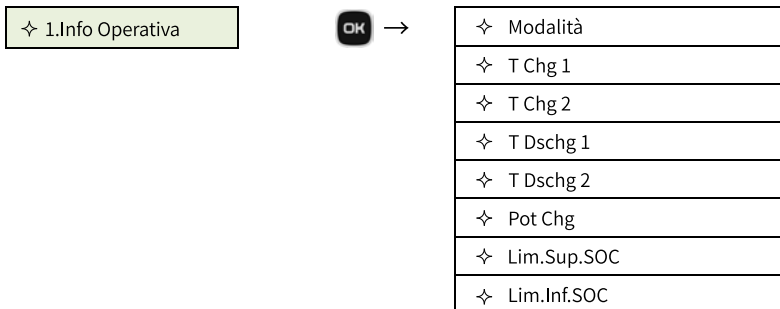 ✧ 1.Info Operativa
OK →
✧ Modalità
✧ T Chg 1
✧ T Chg 2
✧ T Dschg 1
✧ T Dschg 2
✧ Pot Chg
✧ Lim.Sup.SOC
✧ Lim.Inf.SOC